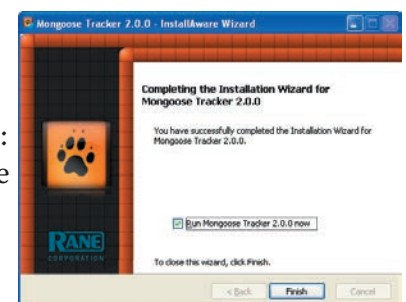 Mongoose Tracker 2.0.0 - InstallAware Wizard
Completing the Installation Wizard for
Mongoose Tracker 2.0.0
You have successfully completed the Installation Wizard for
Mongoose Tracker 2.0.0.
:
e
Run Mongoose Tracker 2.0.0 now
RANE
CORPORATION
To close this wizard, click Finish.
< Back
Finish
Cancel